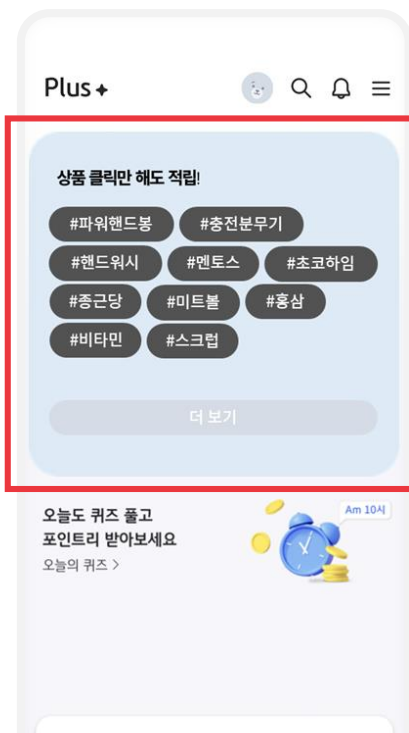 Plus
상품 클릭만 해도 적립!
#파워핸드봉 #충전분무기
#핸드워시 #멘토스 #초코하임
#종근당 #미트볼 #홍삼
#비타민 #스크럽
더 보기
오늘도 퀴즈 풀고
포인트리 받아보세요
오늘의 퀴즈 >
Am 10시